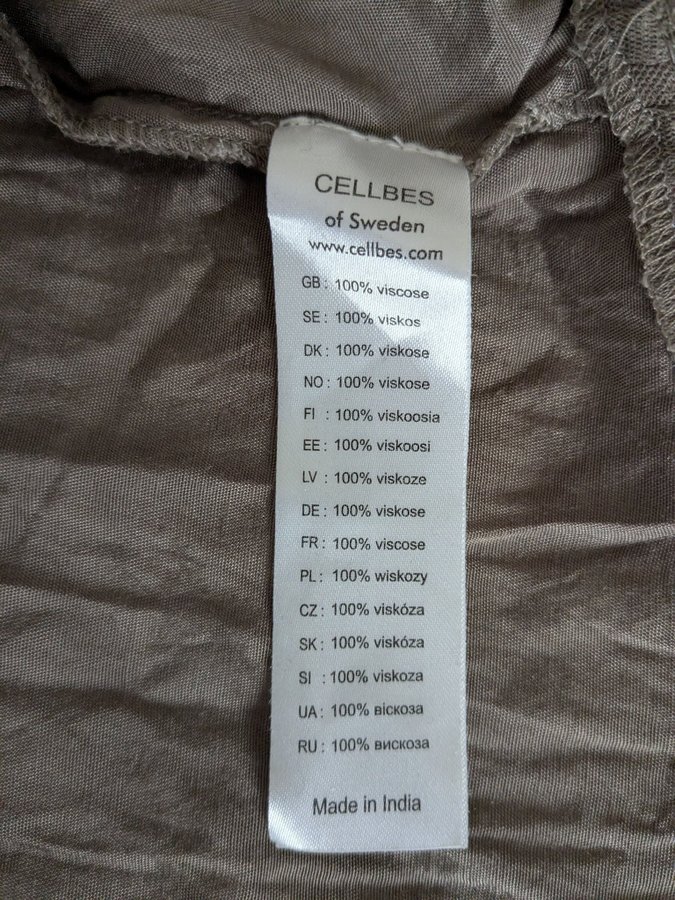 CELLBES
of Sweden
www.cellbes.com
GB: 100% viscose
SE: 100% viskos
DK: 100% viskose
NO: 100% viskose
FI : 100% viskoosia
EE: 100% viskoosi
LV : 100% viskoze
DE: 100% viskose
FR: 100% viscose
PL: 100% wiskozy
CZ: 100% viskóza
SK: 100% viskóza
SI : 100% viskoza
UA: 100% віскоза
RU: 100% вискоза
Made in India